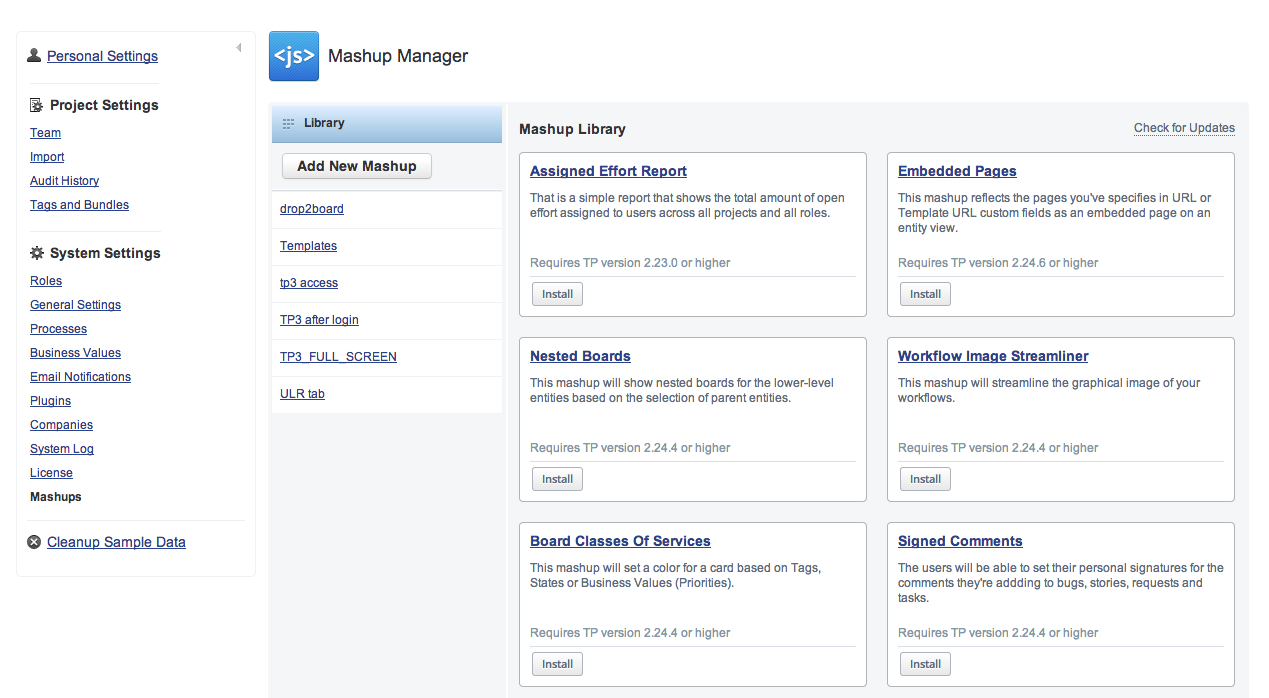 Personal Settings
Project Settings
Team
Import
Audit History
Tags and Bundles
System Settings
Roles
General Settings
Processes
Business Values
Email Notifications
Plugins
Companies
System Log
License
Mashups
Cleanup Sample Data
<js> Mashup Manager
Library
Add New Mashup
drop2board
Templates
tp3 access
TP3 after login
TP3_FULL_SCREEN
ULR tab
Mashup Library
Check for Updates
Assigned Effort Report
That is a simple report that shows the total amount of open
effort assigned to users across all projects and all roles.
Requires TP version 2.23.0 or higher
Install
Embedded Pages
This mashup reflects the pages you've specifies in URL or
Template URL custom fields as an embedded page on an
entity view.
Requires TP version 2.24.6 or higher
Install
Nested Boards
This mashup will show nested boards for the lower-level
entities based on the selection of parent entities.
Requires TP version 2.24.4 or higher
Install
Workflow Image Streamliner
This mashup will streamline the graphical image of your
workflows.
Requires TP version 2.24.4 or higher
Install
Board Classes Of Services
This mashup will set a color for a card based on Tags,
States or Business Values (Priorities).
Requires TP version 2.24.4 or higher
Install
Signed Comments
The users will be able to set their personal signatures for the
comments they're addding to bugs, stories, requests and
tasks.
Requires TP version 2.24.4 or higher
Install